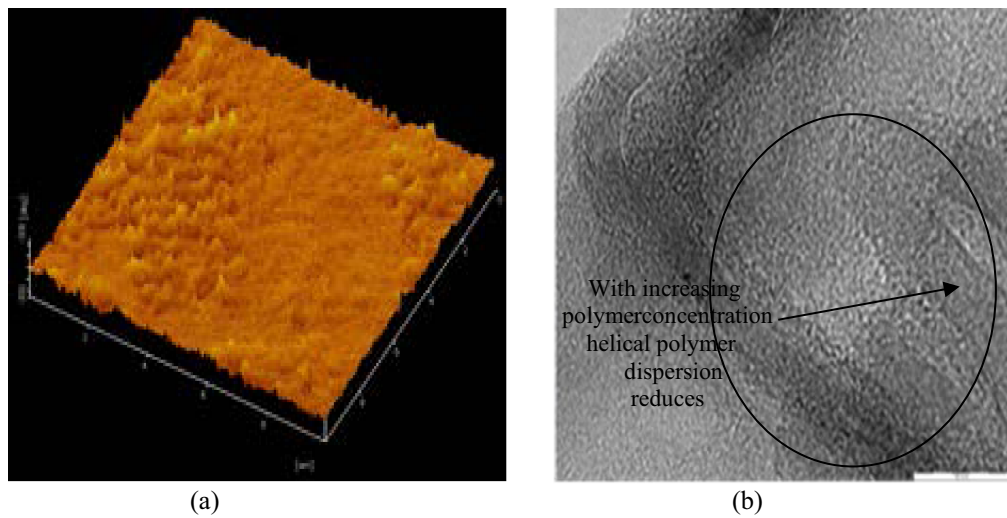 With increasing
polymerconcentration
helical polymer
dispersion
reduces
(a)
(b)